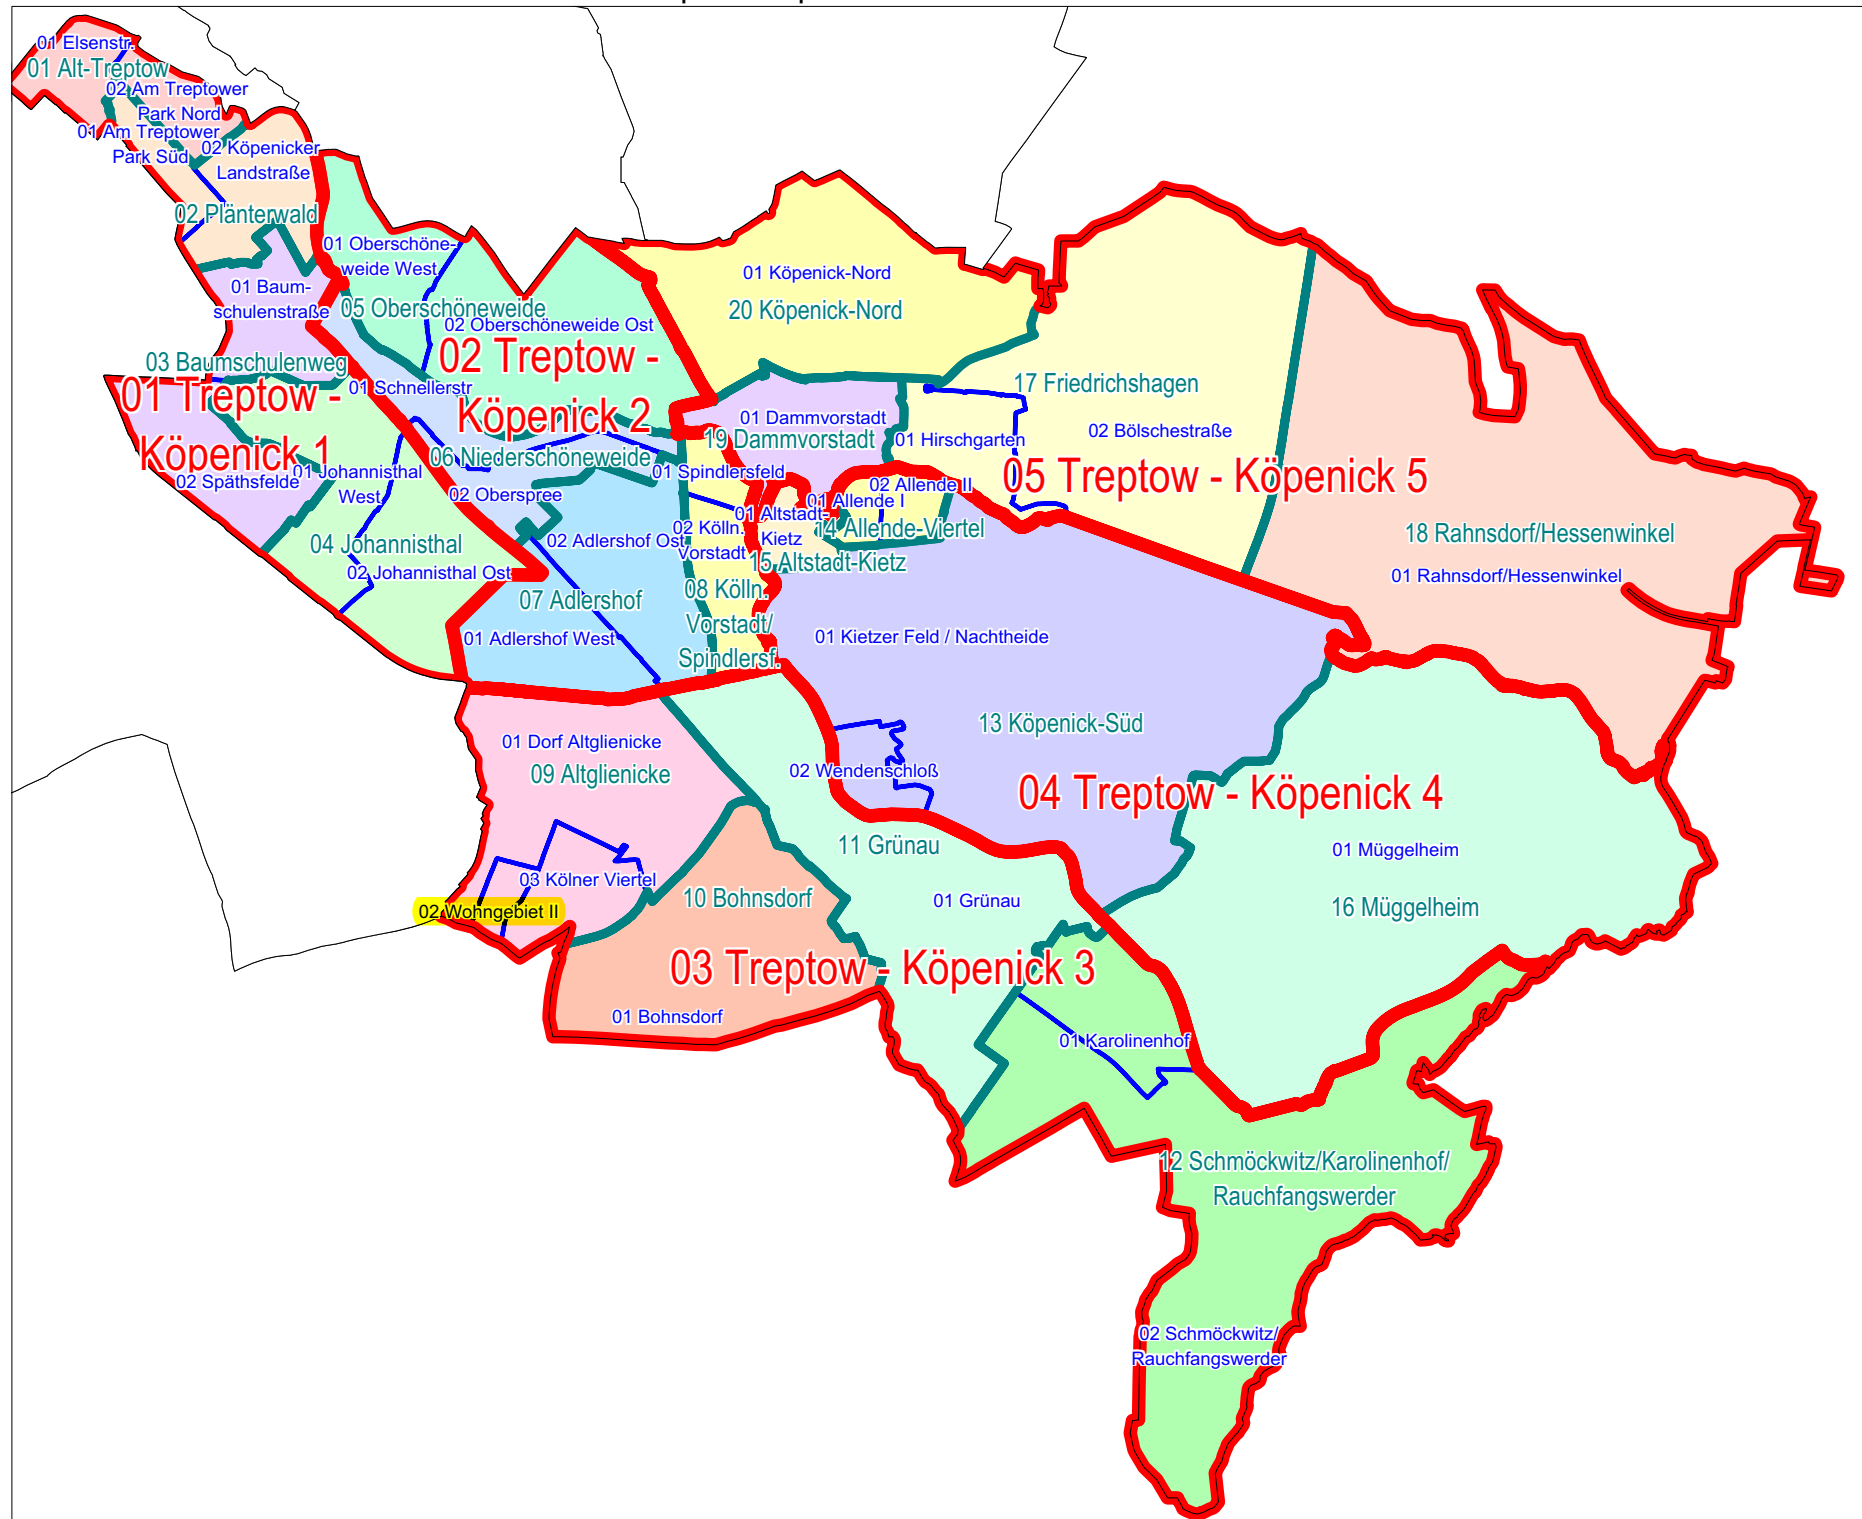 01 Elsenstr.
01 Alt-Treptow
02 Am Treptower
Park Nord
01 Am Treptower
Park Süd
02 Köpenicker
Landstraße
02 Plänterwald
01 Baum-
schulenstraße
03 Baumschulenweg
01 Treptow -
Köpenick 1
02 Späthsfelde
01 Johannisthal
West
04 Johannisthal
02 Johannisthal Ost
01 Oberschöne-
weide West
05 Oberschöneweide
02 Oberschöneweide Ost
02 Treptow -
Köpenick 2
01 Schnellerstr
06 Niederschöneweide
02 Oberspree
02 Adlershof Ost
07 Adlershof
01 Adlershof West
01 Spindlersfeld
02 Kölln.
Vorstadt
08 Kölln.
Vorstadt/
Spindlersf.
01 Köpenick-Nord
20 Köpenick-Nord
01 Dammvorstadt
19 Dammvorstadt
01 Hirschgarten
17 Friedrichshagen
02 Bölschestraße
05 Treptow - Köpenick 5
02 Allende II
01 Allende I
14 Allende-Viertel
01 Altstadt-
Kietz
15 Altstadt-Kietz
18 Rahnsdorf/Hessenwinkel
01 Rahnsdorf/Hessenwinkel
01 Kietzer Feld / Nachtheide
13 Köpenick-Süd
02 Wendenschloß
04 Treptow - Köpenick 4
01 Müggelheim
16 Müggelheim
01 Dorf Altglienicke
09 Altglienicke
03 Kölner Viertel
02 Wohngebiet II
10 Bohnsdorf
01 Bohnsdorf
11 Grünau
01 Grünau
03 Treptow - Köpenick 3
01 Karolinenhof
12 Schmöckwitz/Karolinenhof/
Rauchfangswerder
02 Schmöckwitz/
Rauchfangswerder